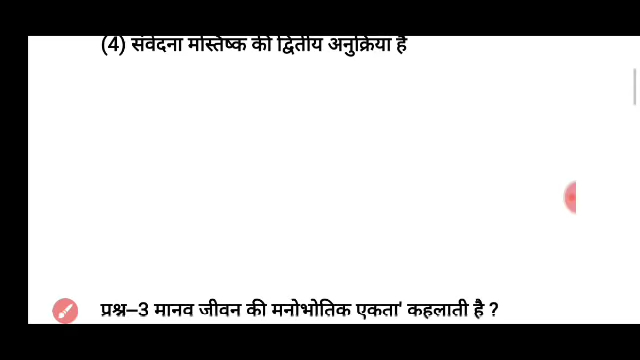 (4) संवेदना मस्तिष्क की द्वितीय अनुक्रिया है
प्रश्न–3 मानव जीवन की मनोभोतिक एकता' कहलाती है ?